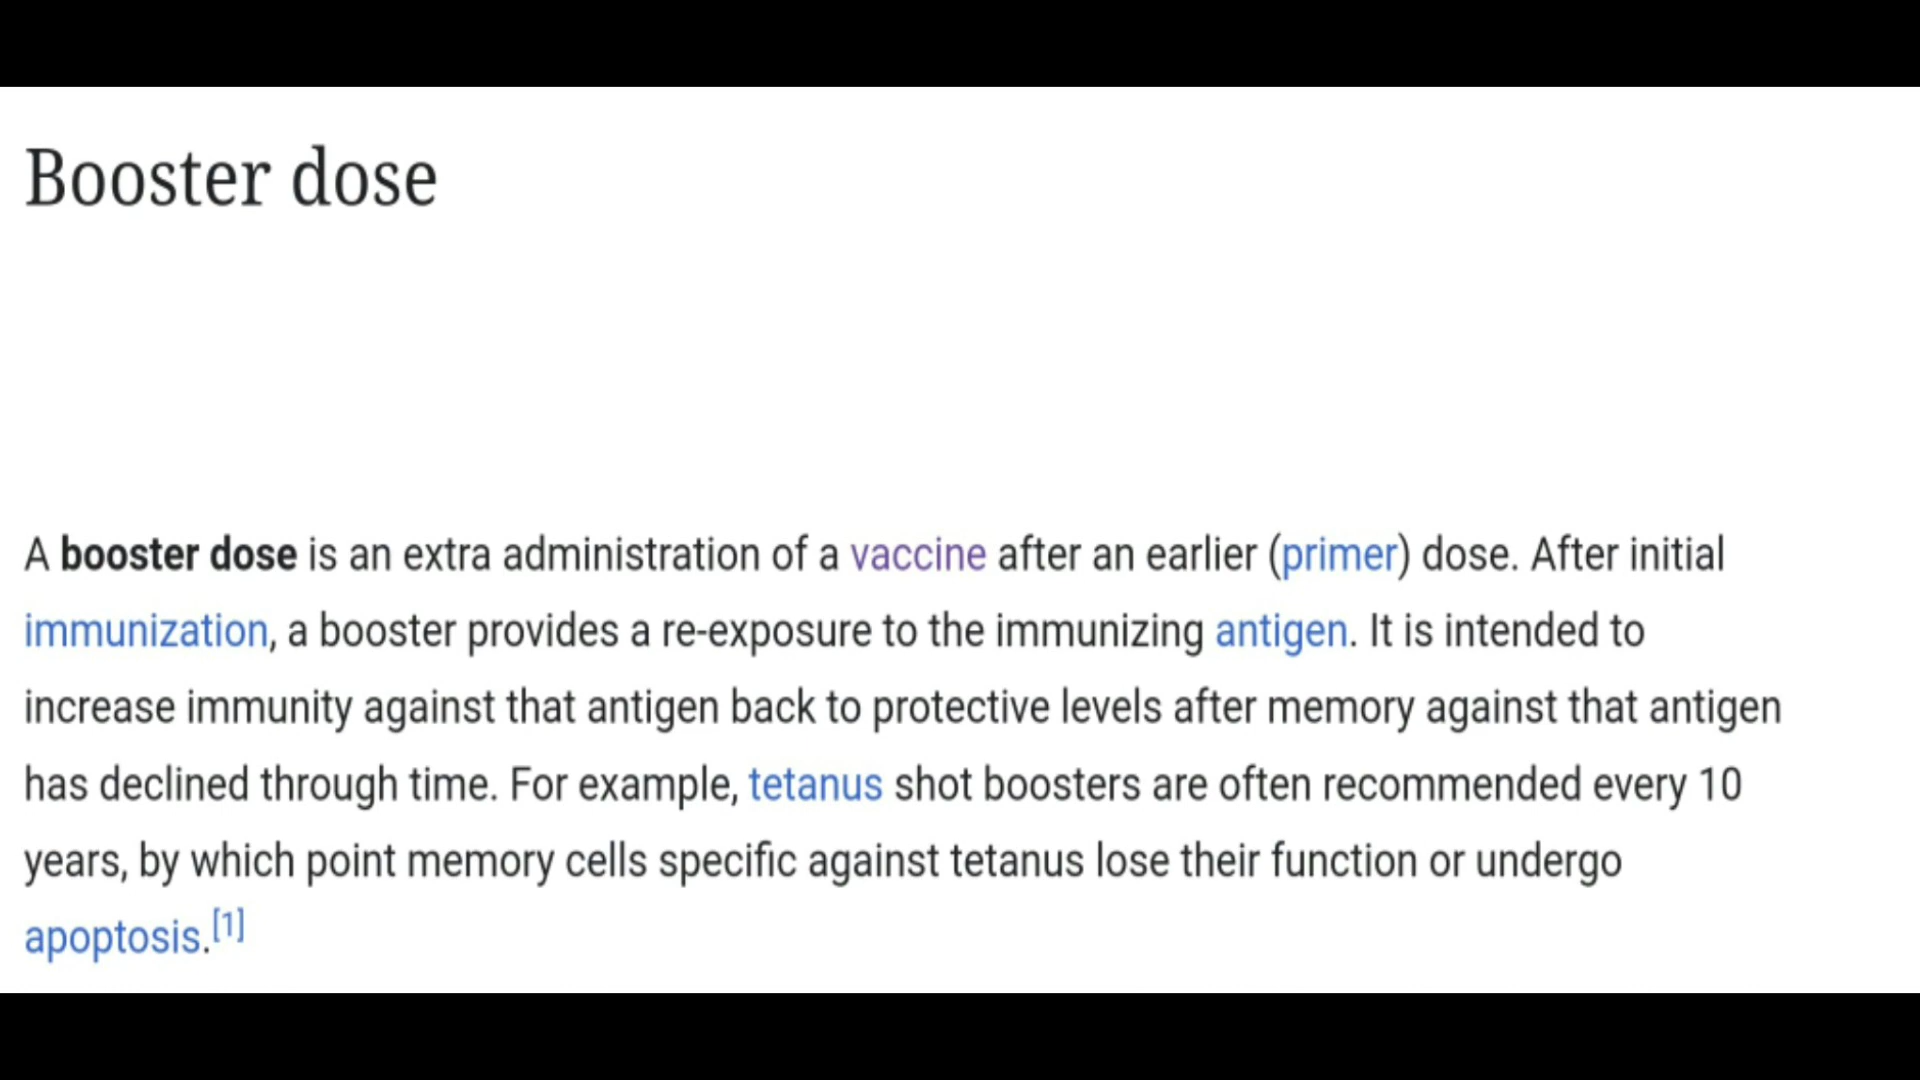 Booster dose
A booster dose is an extra administration of a vaccine after an earlier (primer) dose. After initial
immunization, a booster provides a re-exposure to the immunizing antigen. It is intended to
increase immunity against that antigen back to protective levels after memory against that antigen
has declined through time. For example, tetanus shot boosters are often recommended every 10
years, by which point memory cells specific against tetanus lose their function or undergo
apoptosis.[1]